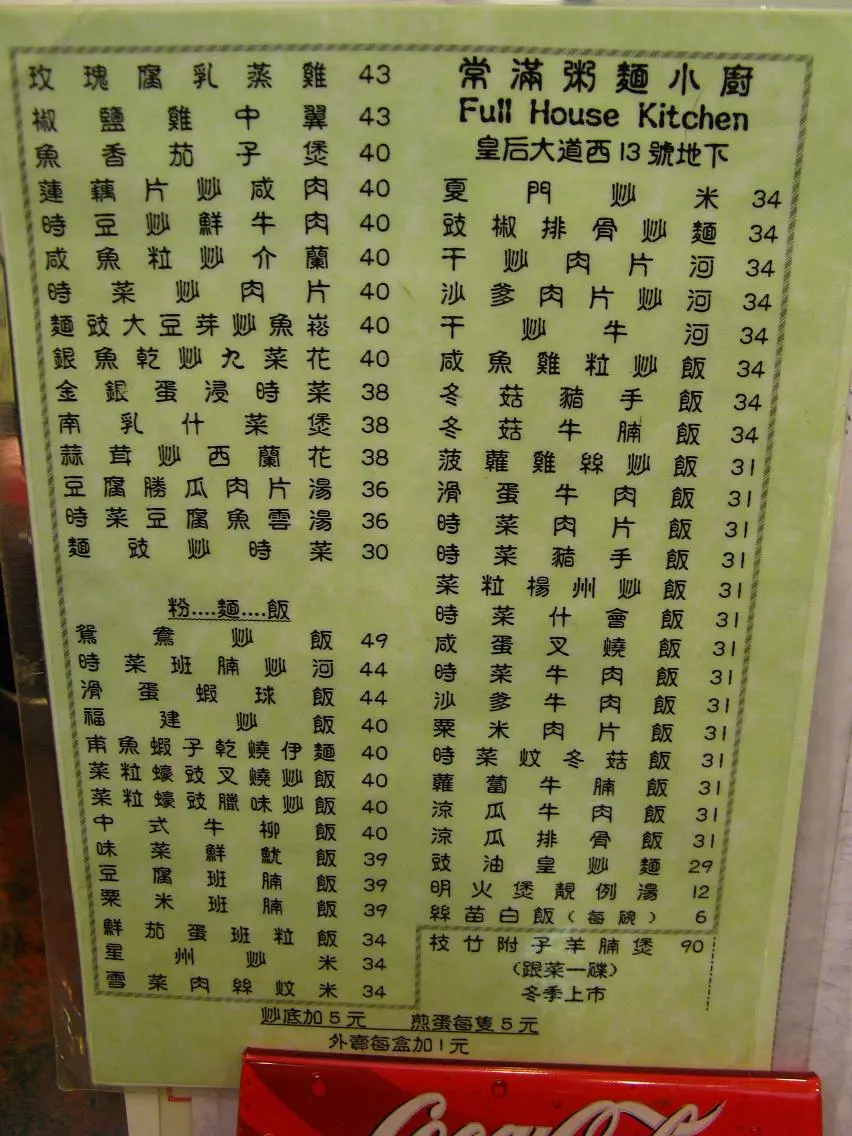 玫瑰腐乳蒸雞 43
椒鹽雞中翼 43
魚香茄子煲 40
蓮藕片炒咸肉 40
時豆炒鮮牛肉 40
咸魚粒炒介蘭 40
時菜炒肉片 40
麵豉大豆芽炒魚崧 40
銀魚乾炒九菜花 40
金銀蛋浸時菜 38
南乳什菜煲 38
蒜茸炒西蘭花 38
豆腐勝瓜肉片湯 36
時菜豆腐魚雲湯 36
麵豉炒時菜 30
粉....麵....飯
鴛鴦炒飯 49
時菜班腩炒河 44
滑蛋蝦球飯 44
福建炒飯 40
甫魚蝦子乾燒伊麵 40
菜粒蠔豉叉燒炒飯 40
菜粒蠔豉臘味炒飯 40
中式牛柳飯 40
味菜鮮魷飯 39
豆腐班腩飯 39
粟米班腩飯 39
鮮茄蛋班粒飯 34
星州炒米 34
雪菜肉絲炆米 34
常滿粥麵小廚
Full House Kitchen
皇后大道西13號地下
夏門炒米 34
豉椒排骨炒麵 34
干炒肉片河 34
沙爹肉片炒河 34
干炒牛河 34
咸魚雞粒炒飯 34
冬菇豬手飯 34
冬菇牛腩飯 34
菠蘿雞絲炒飯 31
滑蛋牛肉飯 31
時菜肉片飯 31
時菜豬手飯 31
菜粒揚州炒飯 31
時菜什會飯 31
咸蛋叉燒飯 31
時菜牛肉飯 31
沙爹牛肉飯 31
粟米肉片飯 31
時菜炆冬菇飯 31
蘿蔔牛腩飯 31
涼瓜牛肉飯 31
涼瓜排骨飯 31
豉油皇炒麵 29
明火煲靚例湯 12
絲苗白飯(每碗) 6
枝竹附子羊腩煲 90
(跟菜一碟)
冬季上市
炒底加5元 煎蛋每隻5元
外賣每盒加1元
Coca-Cola